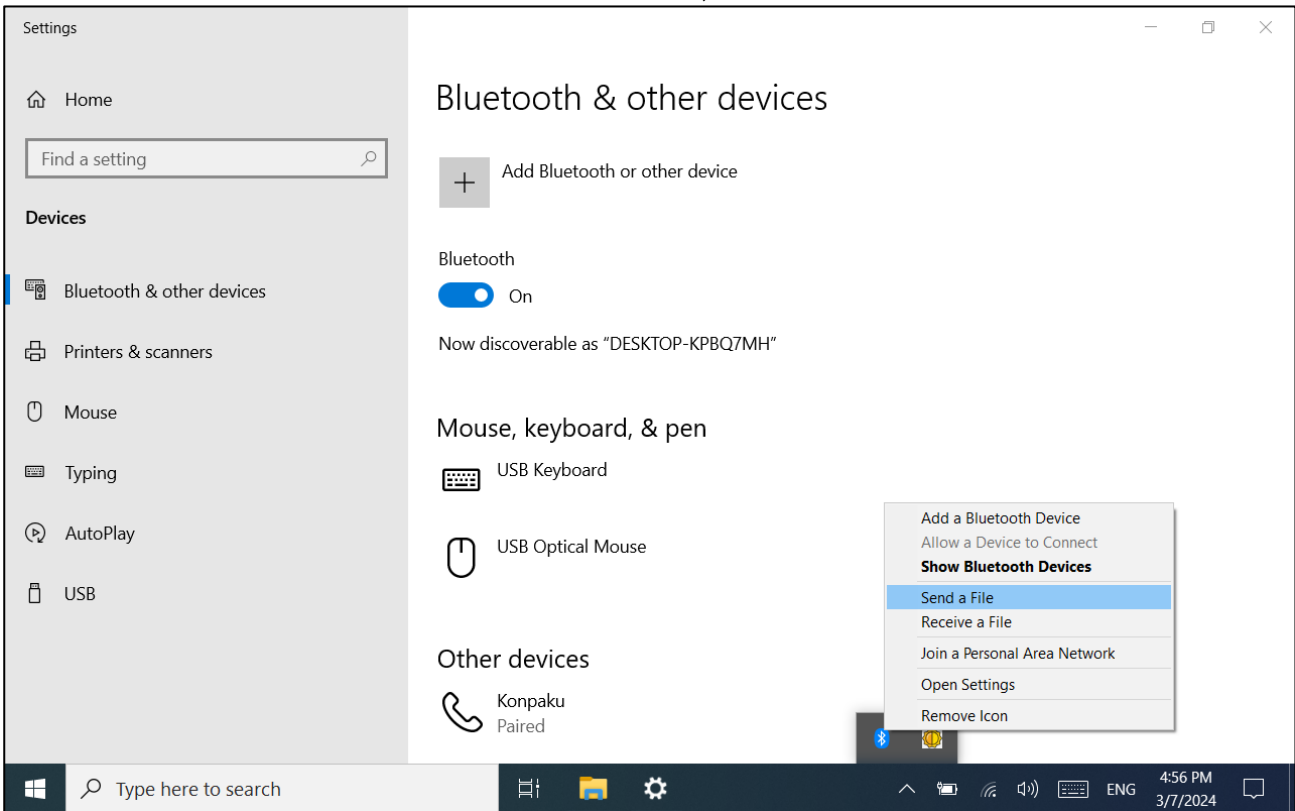 Settings
Home
Find a setting
Devices
Bluetooth & other devices
Printers & scanners
Mouse
Typing
AutoPlay
USB
Bluetooth & other devices
Add Bluetooth or other device
Bluetooth
On
Now discoverable as “DESKTOP-KPBQ7MH”
Mouse, keyboard, & pen
USB Keyboard
USB Optical Mouse
Other devices
Konpaku
Paired
Add a Bluetooth Device
Allow a Device to Connect
Show Bluetooth Devices
Send a File
Receive a File
Join a Personal Area Network
Open Settings
Remove Icon
Type here to search
ENG
4:56 PM
3/7/2024